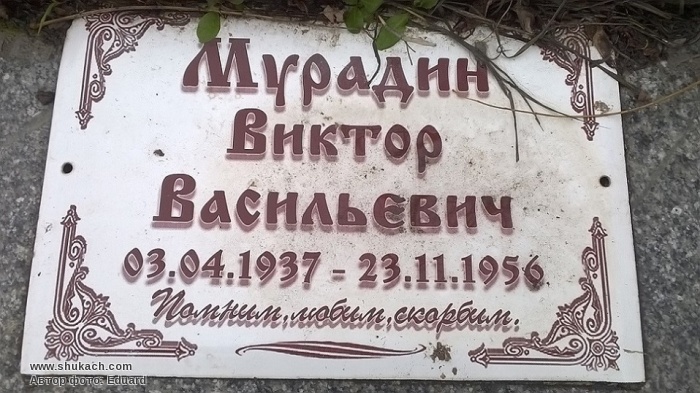 Мурадин
Виктор
Васильевич
03.04.1937 - 23.11.1956
Помним, любим, скорбим.
www.shukach.com
Автор фото: Eduard